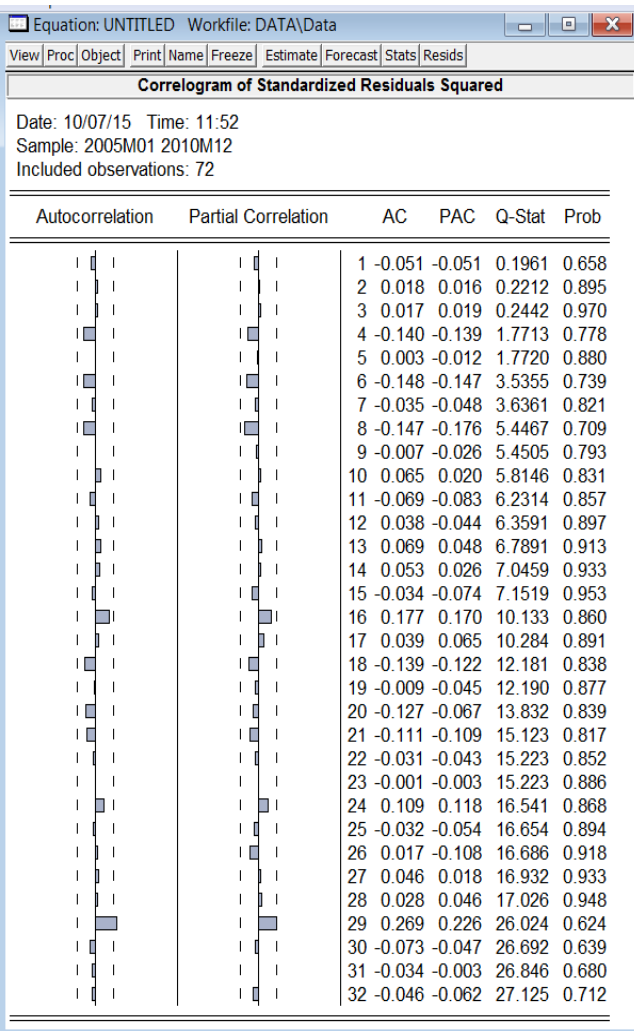 Equation: UNTITLED Workfile: DATA\Data
View Proc Object Print Name Freeze Estimate Forecast Stats Resids
Correlogram of Standardized Residuals Squared
Date: 10/07/15 Time: 11:52
Sample: 2005M01 2010M12
Included observations: 72
Autocorrelation Partial Correlation AC PAC Q-Stat Prob
1 -0.051 -0.051 0.1961 0.658
2 0.018 0.016 0.2212 0.895
3 0.017 0.019 0.2442 0.970
4 -0.140 -0.139 1.7713 0.778
5 0.003 -0.012 1.7720 0.880
6 -0.148 -0.147 3.5355 0.739
7 -0.035 -0.048 3.6361 0.821
8 -0.147 -0.176 5.4467 0.709
9 -0.007 -0.026 5.4505 0.793
10 0.065 0.020 5.8146 0.831
11 -0.069 -0.083 6.2314 0.857
12 0.038 -0.044 6.3591 0.897
13 0.069 0.048 6.7891 0.913
14 0.053 0.026 7.0459 0.933
15 -0.034 -0.074 7.1519 0.953
16 0.177 0.170 10.133 0.860
17 0.039 0.065 10.284 0.891
18 -0.139 -0.122 12.181 0.838
19 -0.009 -0.045 12.190 0.877
20 -0.127 -0.067 13.832 0.839
21 -0.111 -0.109 15.123 0.817
22 -0.031 -0.043 15.223 0.852
23 -0.001 -0.003 15.223 0.886
24 0.109 0.118 16.541 0.868
25 -0.032 -0.054 16.654 0.894
26 0.017 -0.108 16.686 0.918
27 0.046 0.018 16.932 0.933
28 0.028 0.046 17.026 0.948
29 0.269 0.226 26.024 0.624
30 -0.073 -0.047 26.692 0.639
31 -0.034 -0.003 26.846 0.680
32 -0.046 -0.062 27.125 0.712